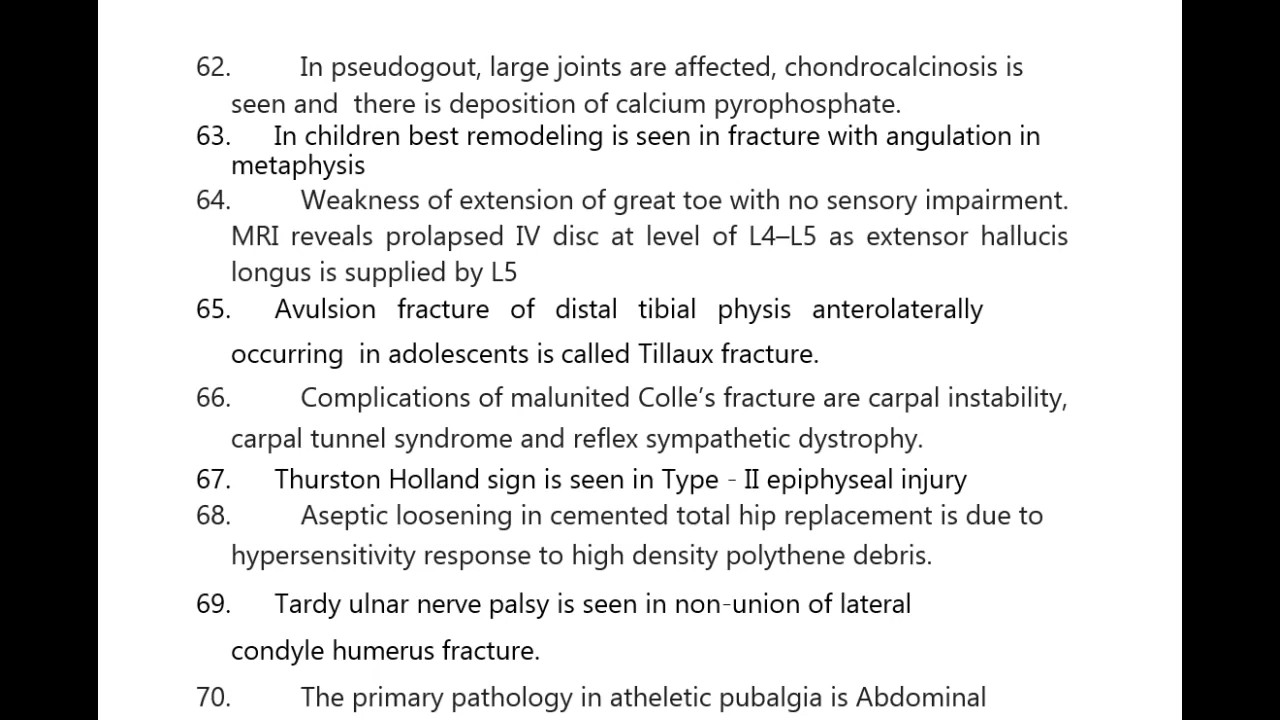 62. In pseudogout, large joints are affected, chondrocalcinosis is
seen and there is deposition of calcium pyrophosphate.
63. In children best remodeling is seen in fracture with angulation in
metaphysis
64. Weakness of extension of great toe with no sensory impairment.
MRI reveals prolapsed IV disc at level of L4–L5 as extensor hallucis
longus is supplied by L5
65. Avulsion fracture of distal tibial physis anterolaterally
occurring in adolescents is called Tillaux fracture.
66. Complications of malunited Colle’s fracture are carpal instability,
carpal tunnel syndrome and reflex sympathetic dystrophy.
67. Thurston Holland sign is seen in Type - II epiphyseal injury
68. Aseptic loosening in cemented total hip replacement is due to
hypersensitivity response to high density polythene debris.
69. Tardy ulnar nerve palsy is seen in non-union of lateral
condyle humerus fracture.
70. The primary pathology in atheletic pubalgia is Abdominal